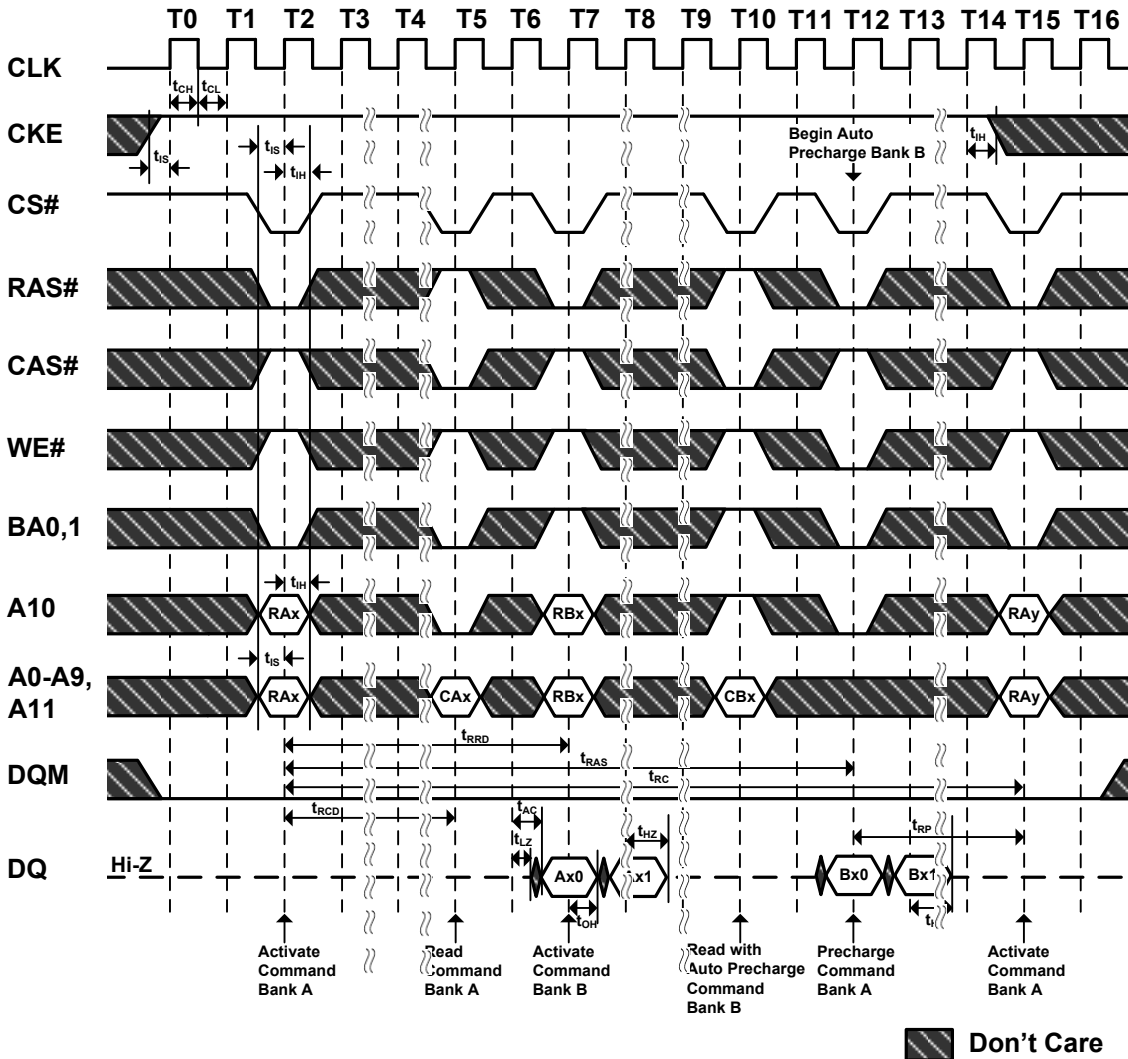 T0 T1 T2 T3 T4 T5 T6 T7 T8 T9 T10 T11 T12 T13 T14 T15 T16
CLK
tCH tCL
CKE
tIS
tIS
tIH
Begin Auto
Precharge Bank B
tIH
CS#
RAS#
CAS#
WE#
BA0,1
tIH
A10
RAx RBx RAy
tIS
A0-A9,
A11
RAx CAx RBx CBx RAy
tRRD
tRAS
DQM
tRC
tRCD
tAC
tLZ
tHZ
tRP
DQ
Hi-Z
Ax0 Ax1 Bx0 Bx1
tOH
Activate
Command
Bank A
Read
Command
Bank A
Activate
Command
Bank B
Read with
Auto Precharge
Command
Bank B
Precharge
Command
Bank A
Activate
Command
Bank A
Don't Care